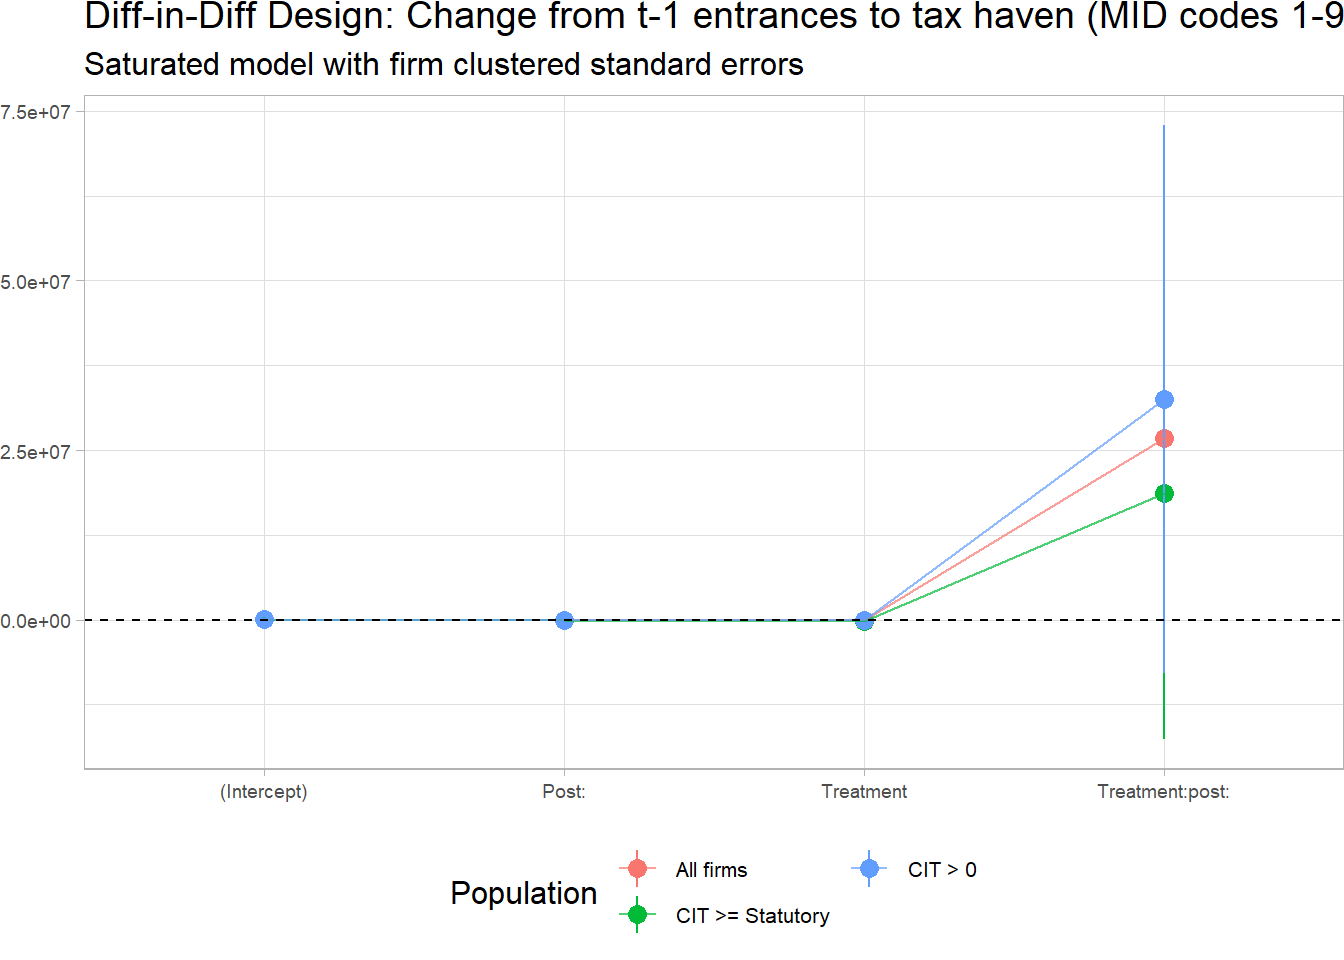 Diff-in-Diff Design: Change from t-1 entrances to tax haven (MID codes 1-9
Saturated model with firm clustered standard errors
7.5e+07
5.0e+07
2.5e+07
0.0e+00
(Intercept)
Post:
Treatment
Treatment:post:
Population
All firms
CIT > 0
CIT >= Statutory